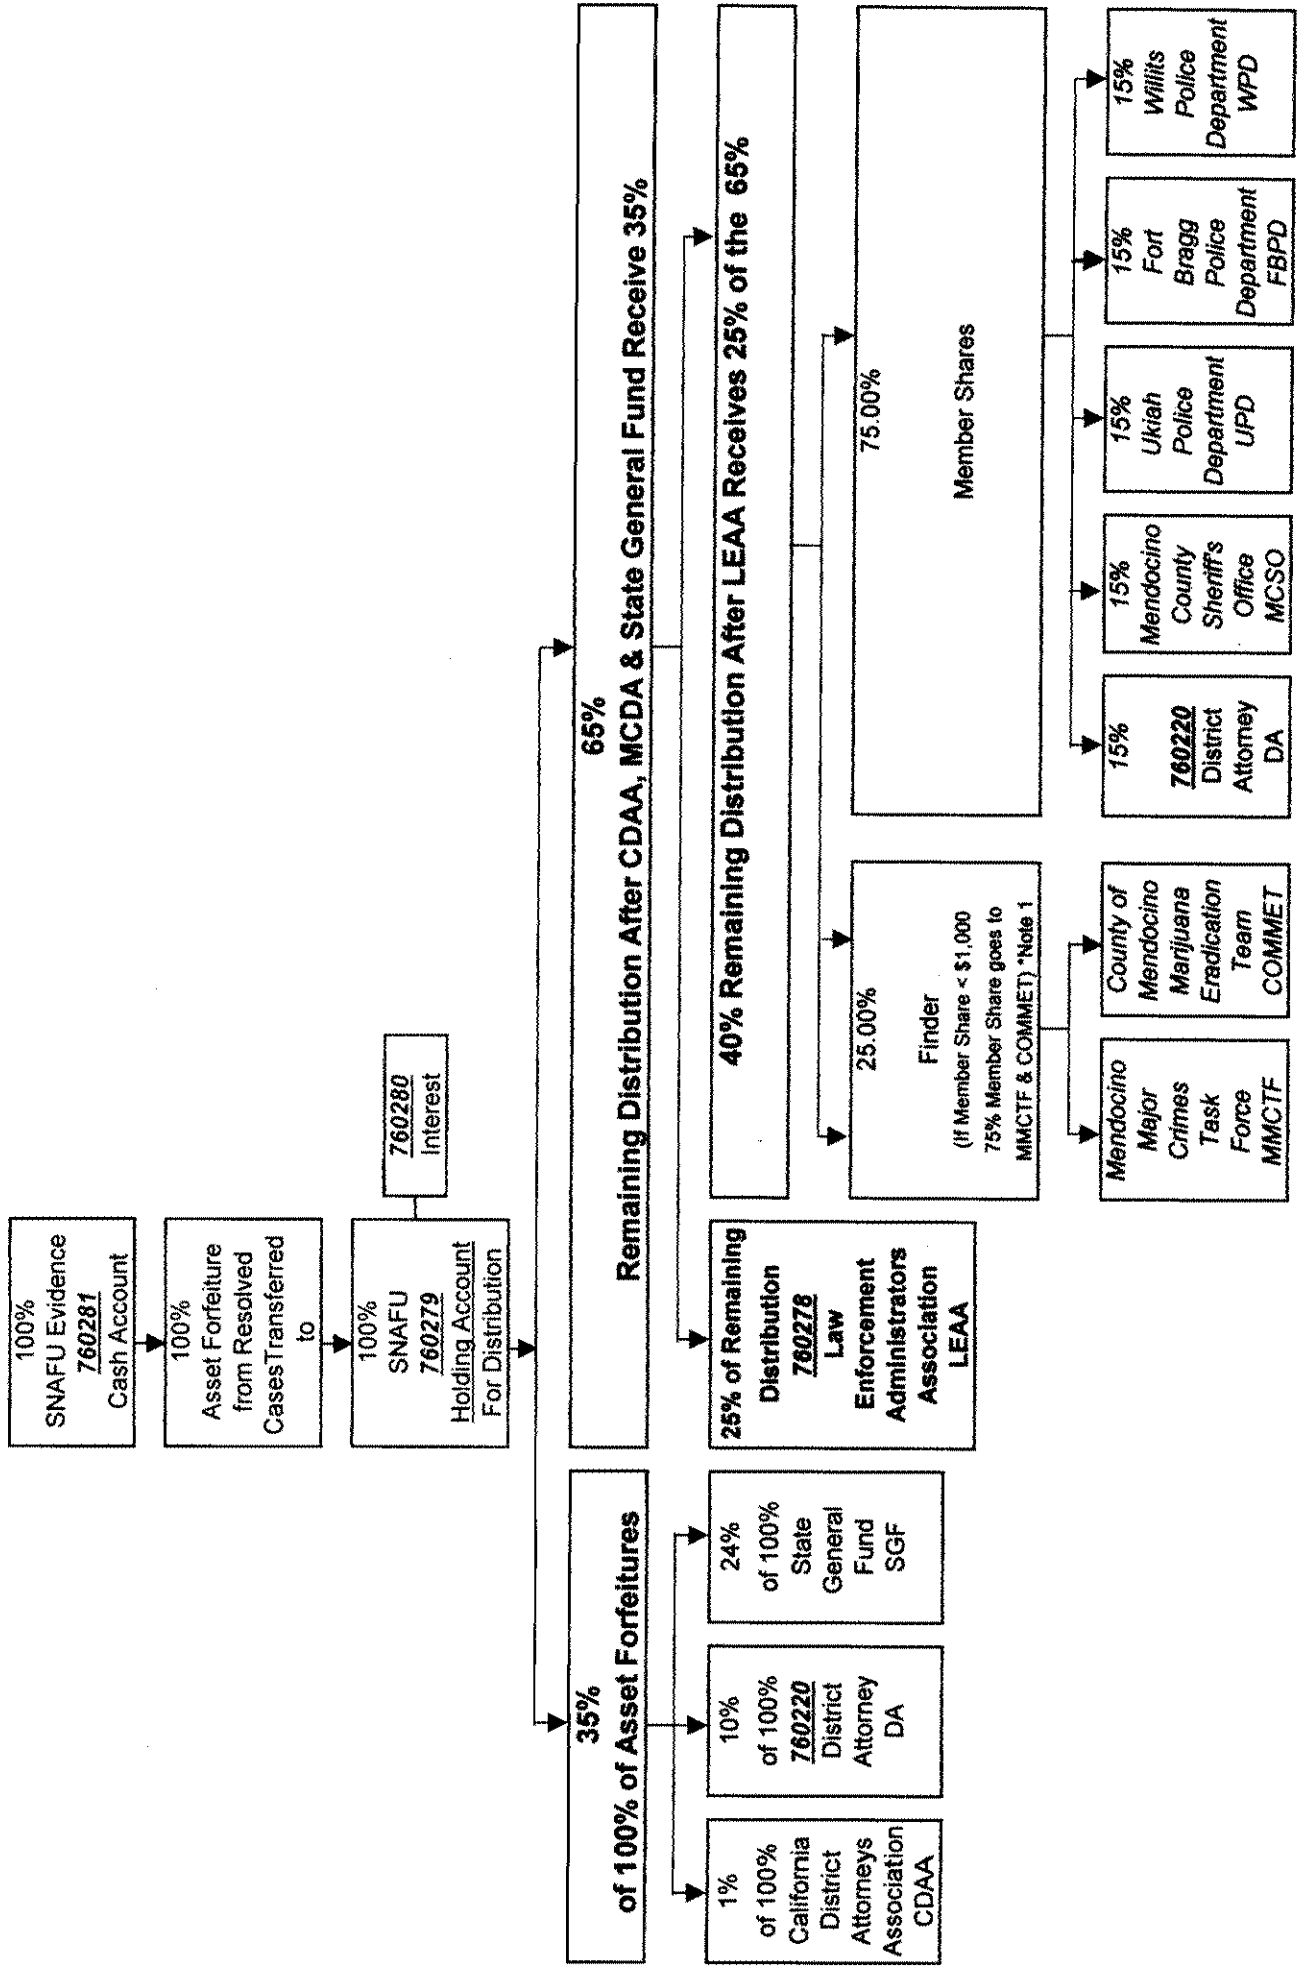 100%
SNAFU Evidence
760281
Cash Account
100%
Asset Forfeiture
from Resolved
CasesTransferred
to
100%
SNAFU
760279
Holding Account
For Distribution
760280
Interest
35%
of 100% of Asset Forfeitures
65%
Remaining Distribution After CDAA, MCDA & State General Fund Receive 35%
1%
of 100%
California
District
Attorneys
Association
CDAA
10%
of 100%
760220
District
Attorney
DA
24%
of 100%
State
General
Fund
SGF
25% of Remaining
Distribution
760278
Law
Enforcement
Administrators
Association
LEAA
40% Remaining Distribution After LEAA Receives 25% of the 65%
25.00%
Finder
(If Member Share < $1,000
75% Member Share goes to
MMCTF & COMMET) *Note 1
75.00%
Member Shares
Mendocino
Major
Crimes
Task
Force
MMCTF
County of
Mendocino
Marijuana
Eradication
Team
COMMET
15%
760220
District
Attorney
DA
15%
Mendocino
County
Sheriff's
Office
MCSO
15%
Ukiah
Police
Department
UPD
15%
Fort
Bragg
Police
Department
FBPD
15%
Willits
Police
Department
WPD